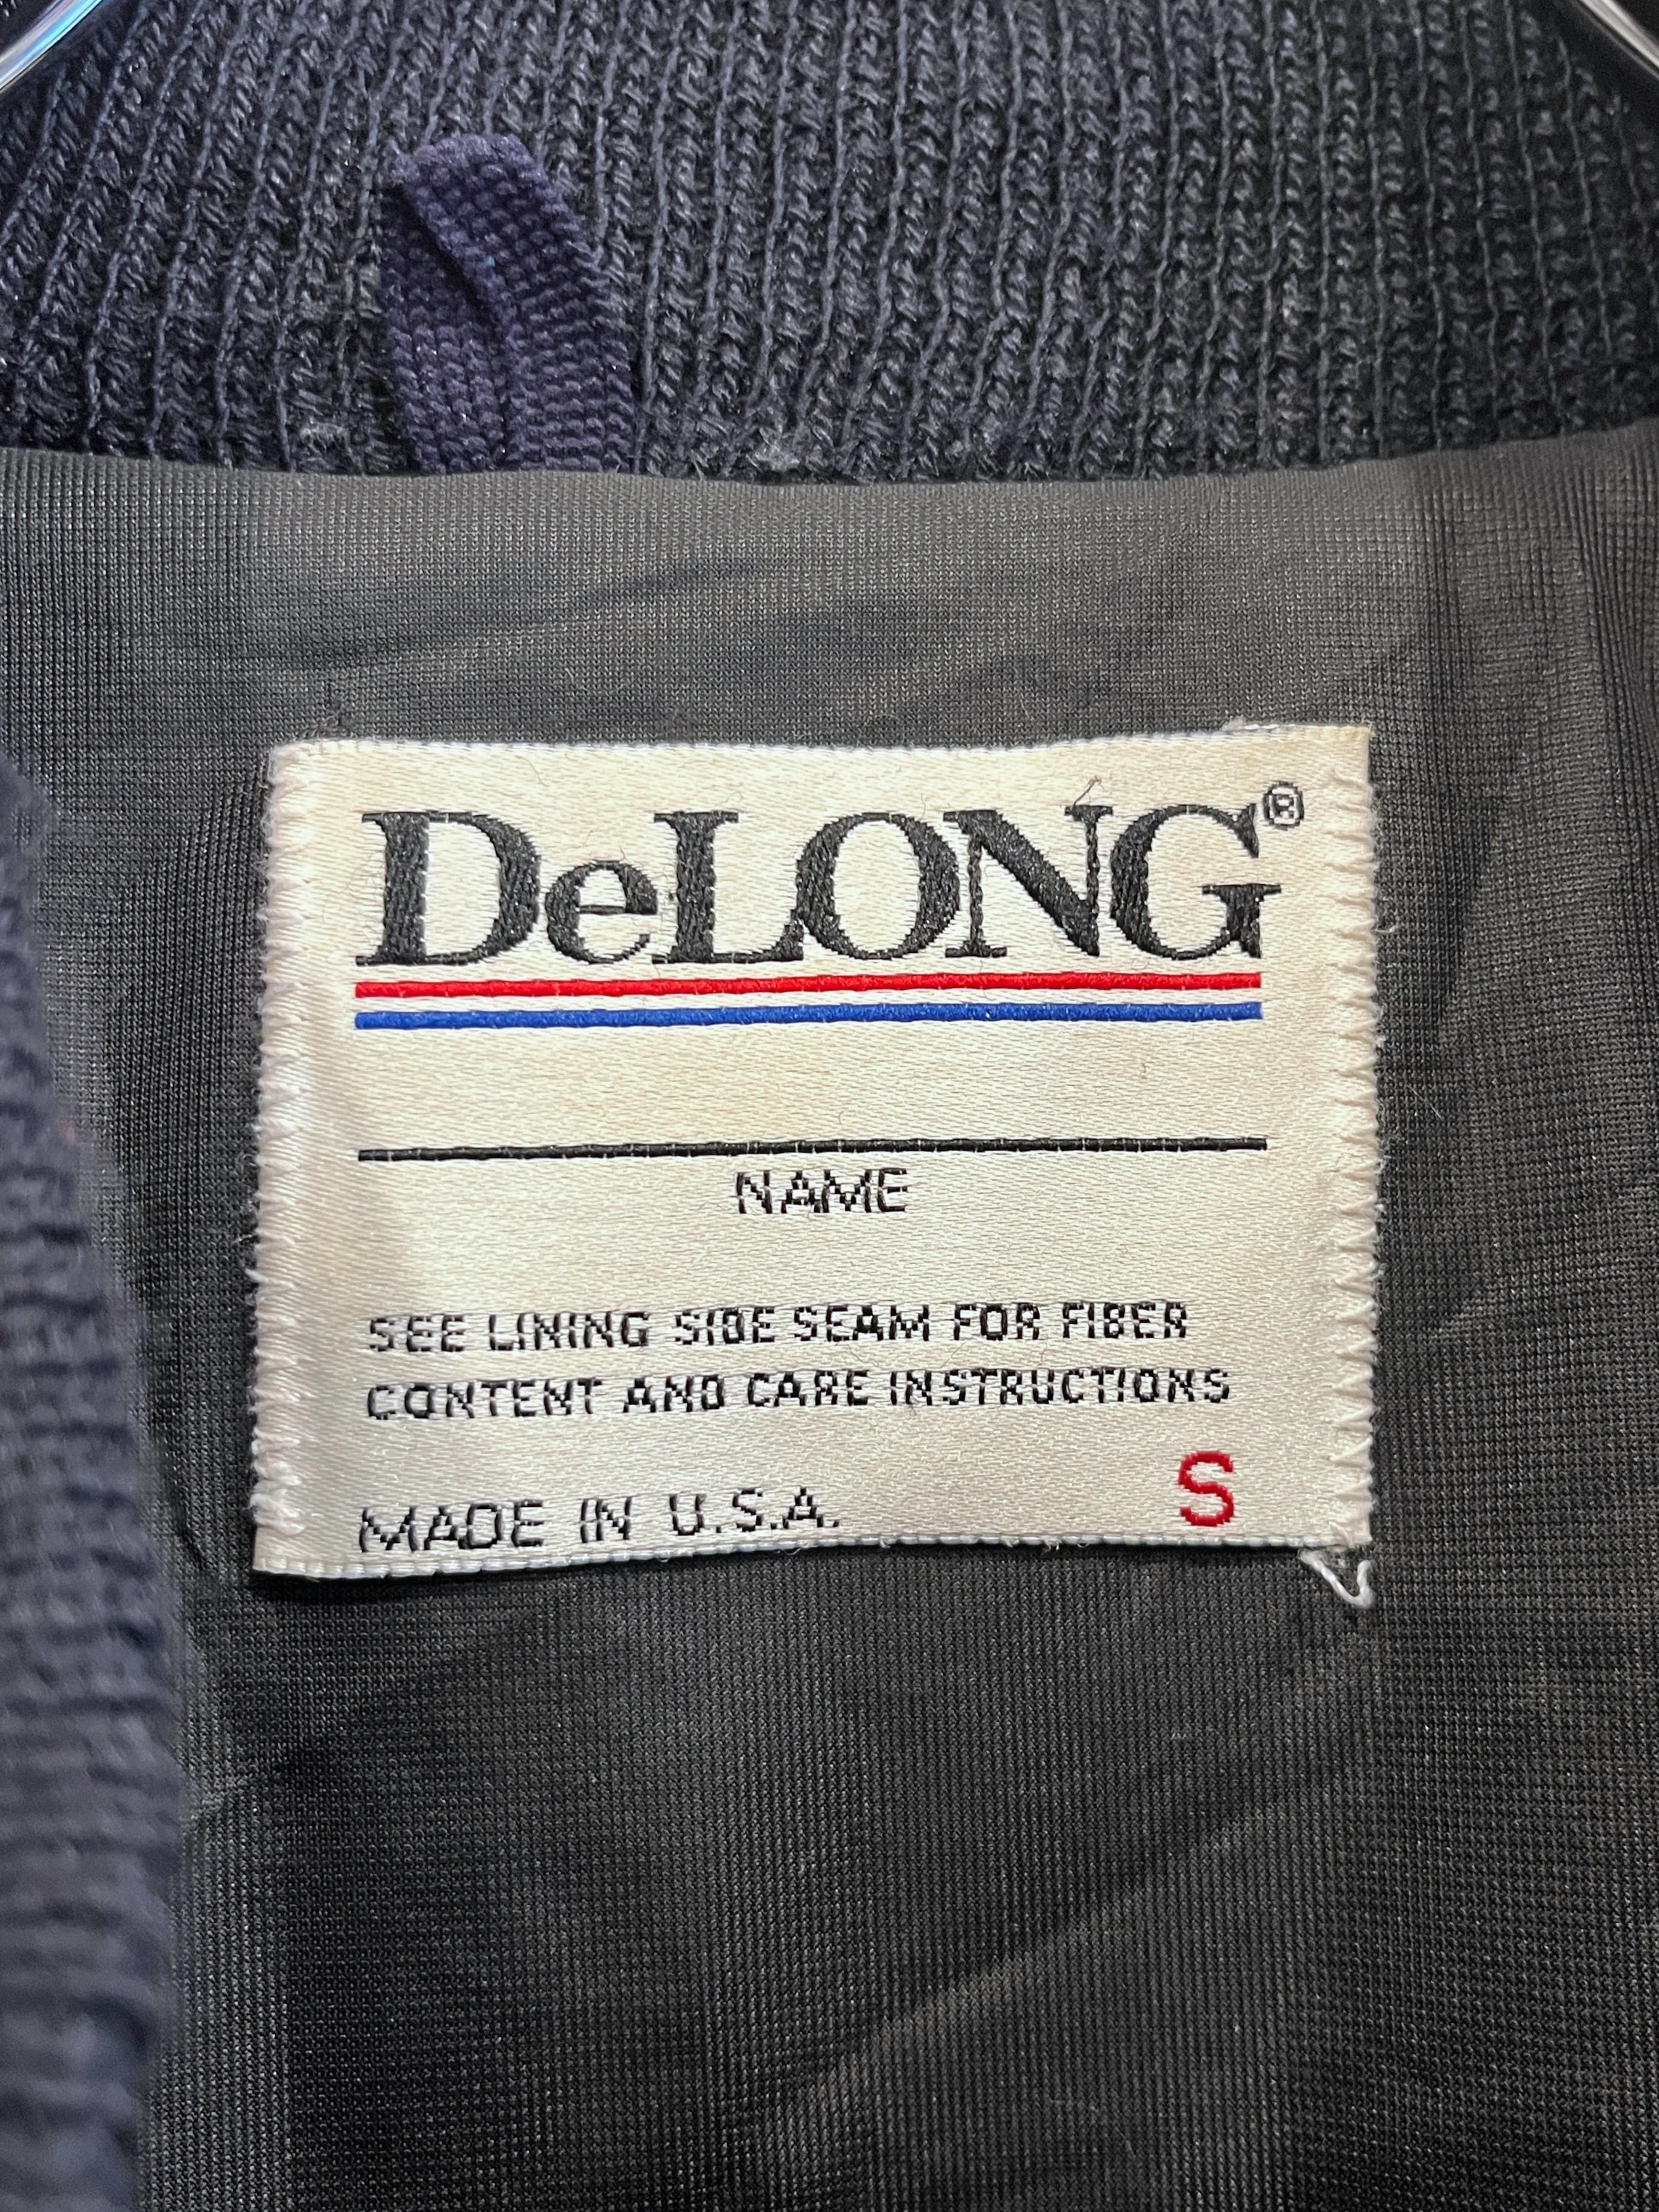 DeLONG®
NAME
SEE LINING SIDE SEAM FOR FIBER
CONTENT AND CARE INSTRUCTIONS
S
MADE IN U.S.A.